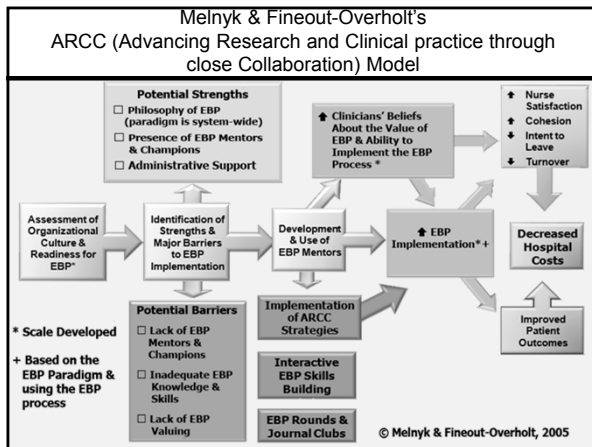 Melnyk & Fineout-Overholt's
ARCC (Advancing Research and Clinical practice through
close Collaboration) Model
Potential Strengths
☐ Philosophy of EBP
(paradigm is system-wide)
☐ Presence of EBP Mentors
& Champions
☐ Administrative Support
⬆ Clinicians' Beliefs
About the Value of
EBP & Ability to
Implement the EBP
Process *
⬆ Nurse
Satisfaction
⬆ Cohesion
⬇ Intent to
Leave
⬇ Turnover
Assessment of
Organizational
Culture &
Readiness for
EBP*
Identification of
Strengths &
Major Barriers
to EBP
Implementation
Development
& Use of
EBP Mentors
⬆ EBP
Implementation* +
Decreased
Hospital
Costs
Potential Barriers
☐ Lack of EBP
Mentors &
Champions
☐ Inadequate EBP
Knowledge &
Skills
☐ Lack of EBP
Valuing
Implementation
of ARCC
Strategies
Interactive
EBP Skills
Building
EBP Rounds &
Journal Clubs
Improved
Patient
Outcomes
* Scale Developed
+ Based on the
EBP Paradigm &
using the EBP
process
© Melnyk & Fineout-Overholt, 2005